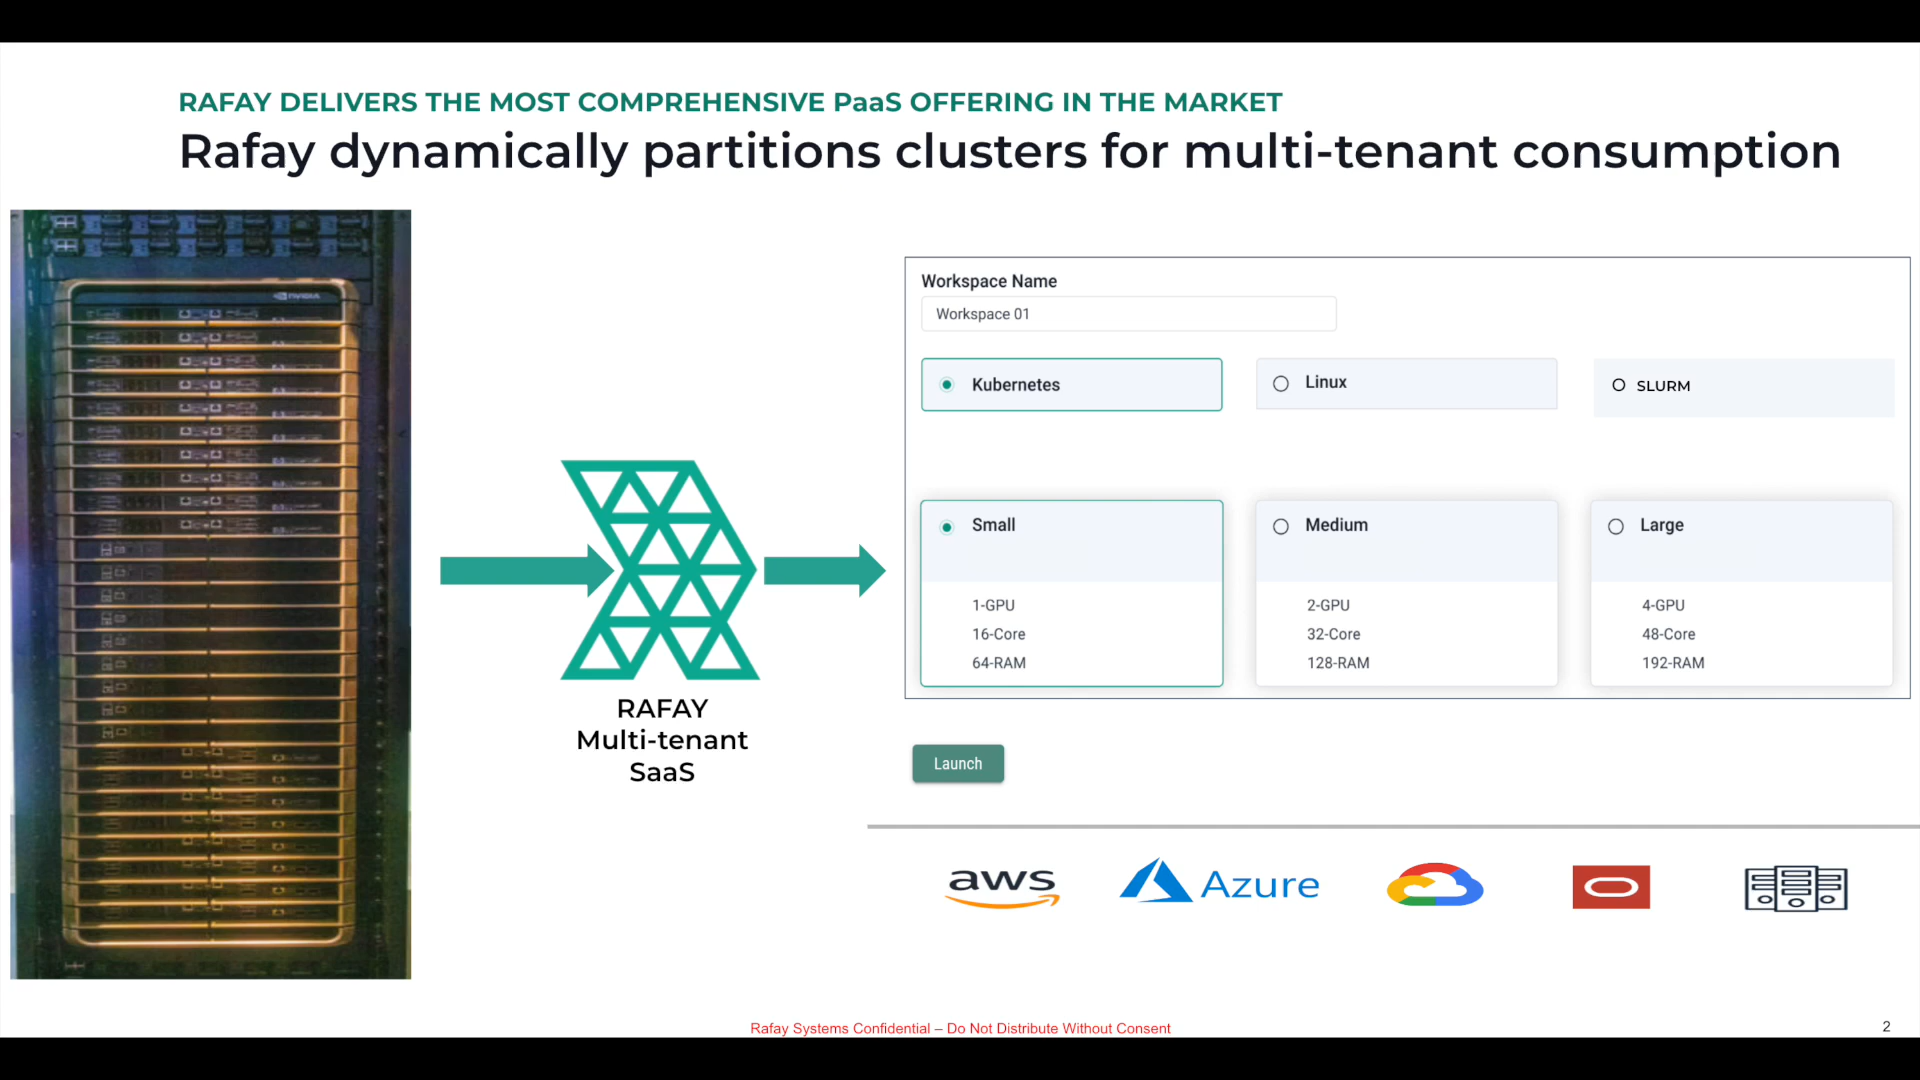 RAFAY DELIVERS THE MOST COMPREHENSIVE PaaS OFFERING IN THE MARKET
Rafay dynamically partitions clusters for multi-tenant consumption
NVIDIA
RAFAY
Multi-tenant
SaaS
Workspace Name
Workspace 01
Kubernetes
Linux
SLURM
Small
1-GPU
16-Core
64-RAM
Medium
2-GPU
32-Core
128-RAM
Large
4-GPU
48-Core
192-RAM
Launch
aws
Azure
Rafay Systems Confidential – Do Not Distribute Without Consent
2